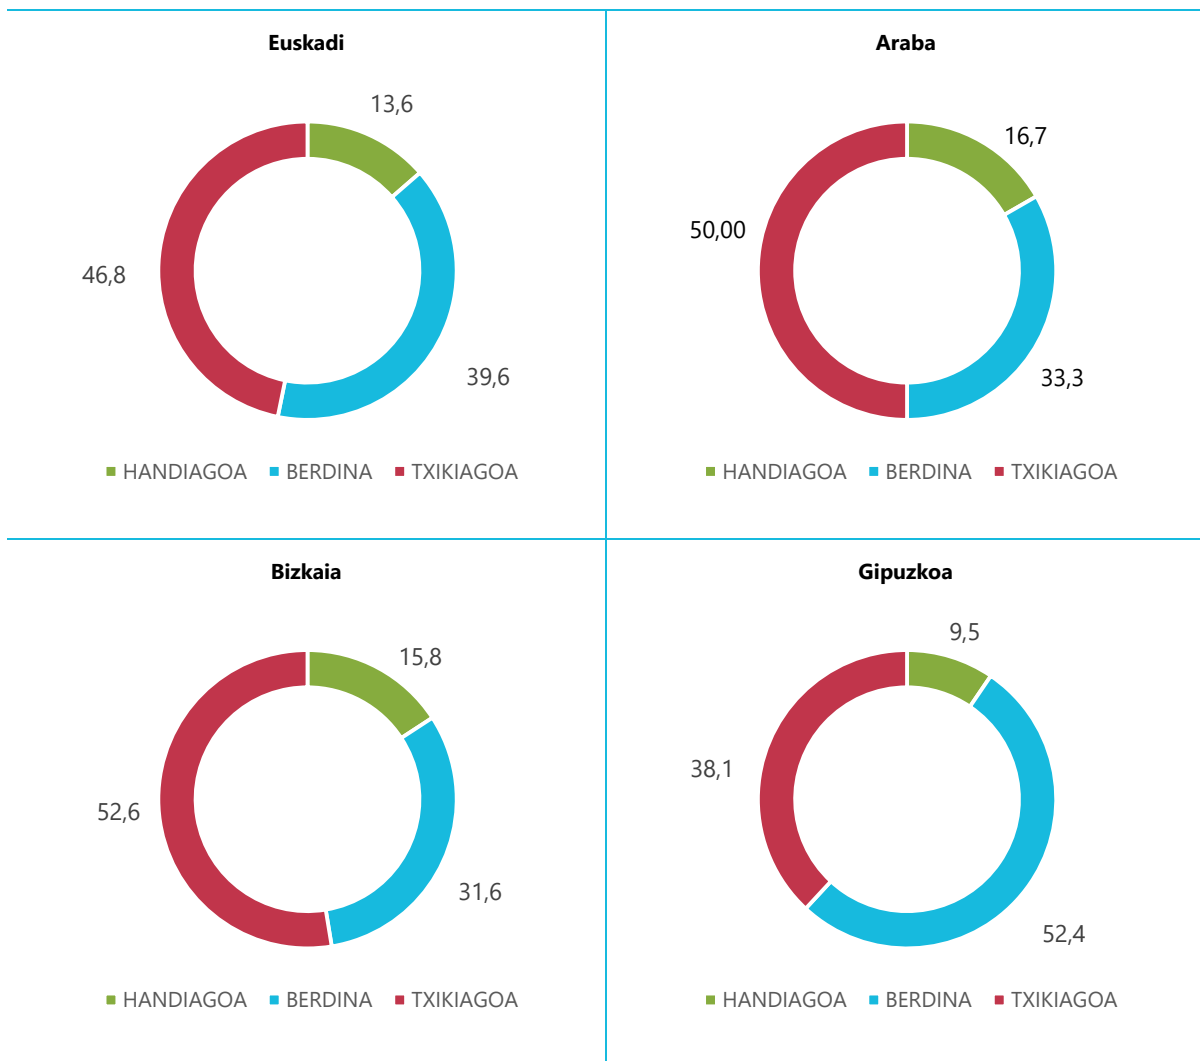 Euskadi
13,6
46,8
39,6
HANDIAGOA BERDINA TXIKIAGOA
Araba
16,7
50,00
33,3
HANDIAGOA BERDINA TXIKIAGOA
Bizkaia
15,8
52,6
31,6
HANDIAGOA BERDINA TXIKIAGOA
Gipuzkoa
9,5
38,1
52,4
HANDIAGOA BERDINA TXIKIAGOA